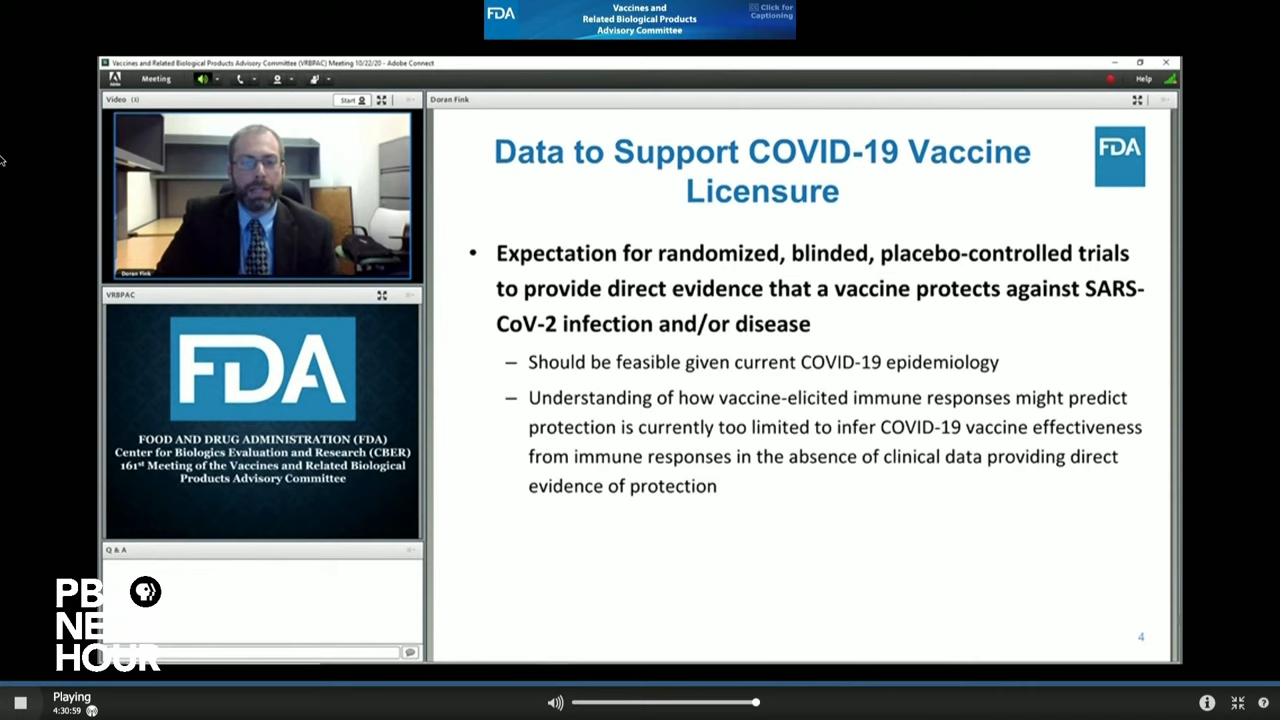 FDA
Vaccines and
Related Biological Products
Advisory Committee
Click for
Captioning
Vaccines and Related Biological Products Advisory Committee (VRBPAC) Meeting 10/22/20 - Adobe Connect
Meeting
Help
Video (1)
Start
Doran Fink
Doran Fink
VRBPAC
FDA
FOOD AND DRUG ADMINISTRATION (FDA)
Center for Biologics Evaluation and Research (CBER)
161st Meeting of the Vaccines and Related Biological
Products Advisory Committee
Q & A
Data to Support COVID-19 Vaccine
Licensure
FDA
• Expectation for randomized, blinded, placebo-controlled trials
to provide direct evidence that a vaccine protects against SARS-
CoV-2 infection and/or disease
– Should be feasible given current COVID-19 epidemiology
– Understanding of how vaccine-elicited immune responses might predict
protection is currently too limited to infer COVID-19 vaccine effectiveness
from immune responses in the absence of clinical data providing direct
evidence of protection
4
PBS
NEWS
HOUR
Playing
4:30:59